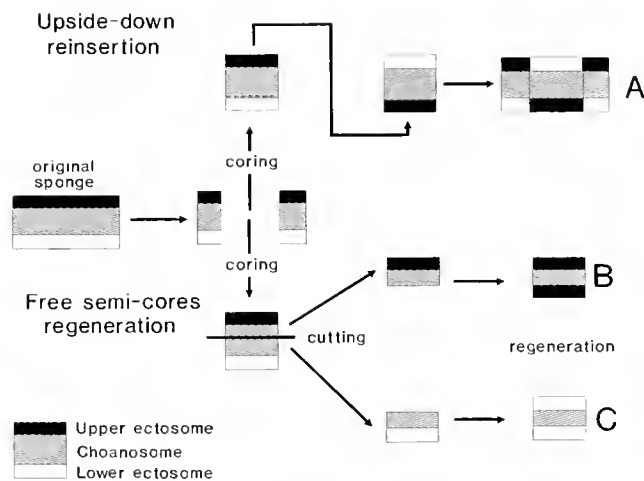 Upside-down
reinsertion
A
coring
original
sponge
coring
Free semi-cores
regeneration
B
cutting
regeneration
C
Upper ectosome
Choanosome
Lower ectosome